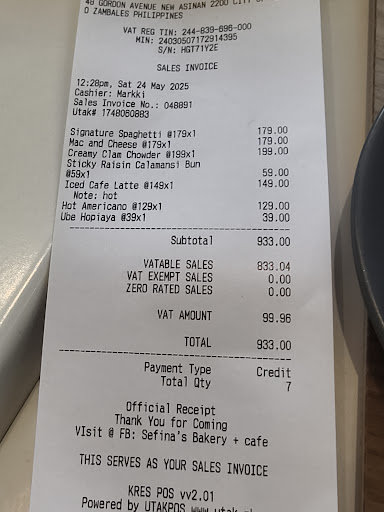 48 GORDON AVENUE NEW ASINAN 2200 CITY
O ZAMBALES PHILIPPINES
VAT REG TIN: 244-839-696-000
MIN: 24030507172914395
S/N: HGT71Y2E
SALES INVOICE
12:28pm, Sat 24 May 2025
Cashier: Markki
Sales Invoice No.: 048891
Utak# 1748060883
Signature Spaghetti @179x1 179.00
Mac and Cheese @179x1 179.00
Creamy Clam Chowder @199x1 199.00
Sticky Raisin Calamansi Bun
@59x1 59.00
Iced Cafe Latte @149x1 149.00
Note: hot
Hot Americano @129x1 129.00
Ube Hopiaya @39x1 39.00
Subtotal 933.00
VATABLE SALES 833.04
VAT EXEMPT SALES 0.00
ZERO RATED SALES 0.00
VAT AMOUNT 99.96
TOTAL 933.00
Payment Type Credit
Total Qty 7
Official Receipt
Thank You for Coming
VIsit @ FB: Sefina's Bakery + cafe
THIS SERVES AS YOUR SALES INVOICE
KRES POS vv2.01
Powered by UTAKPOS